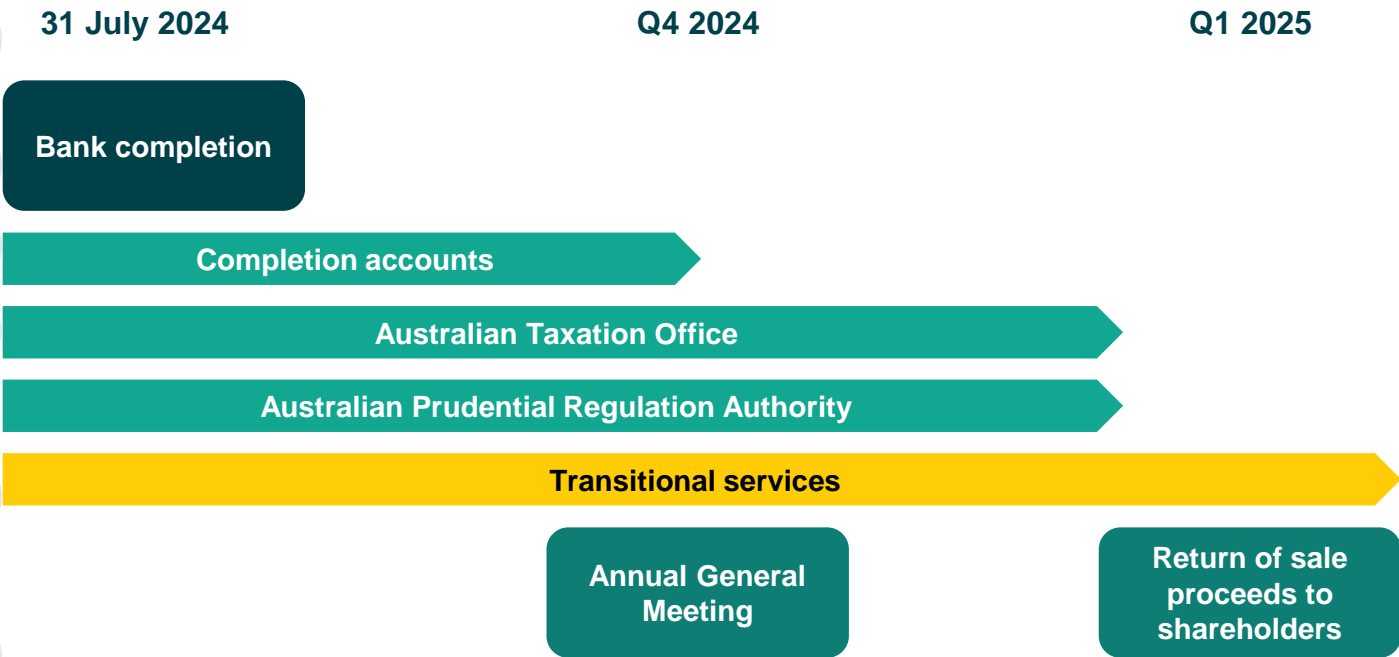 31 July 2024
Q4 2024
Q1 2025
Bank completion
Completion accounts
Australian Taxation Office
Australian Prudential Regulation Authority
Transitional services
Annual General
Meeting
Return of sale
proceeds to
shareholders